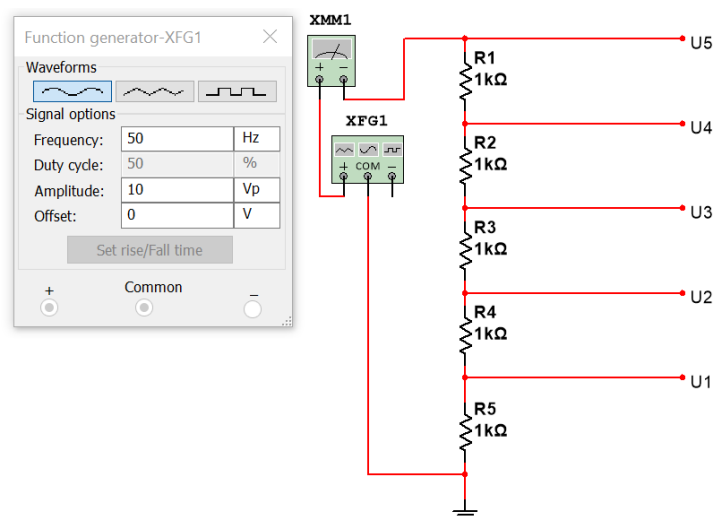 Function generator-XFG1
Waveforms
Signal options
Frequency: 50 Hz
Duty cycle: 50 %
Amplitude: 10 Vp
Offset: 0 V
Set rise/Fall time
+ Common −
XMM1
+ −
XFG1
+ COM −
U5
R1
1kΩ
U4
R2
1kΩ
U3
R3
1kΩ
U2
R4
1kΩ
U1
R5
1kΩ